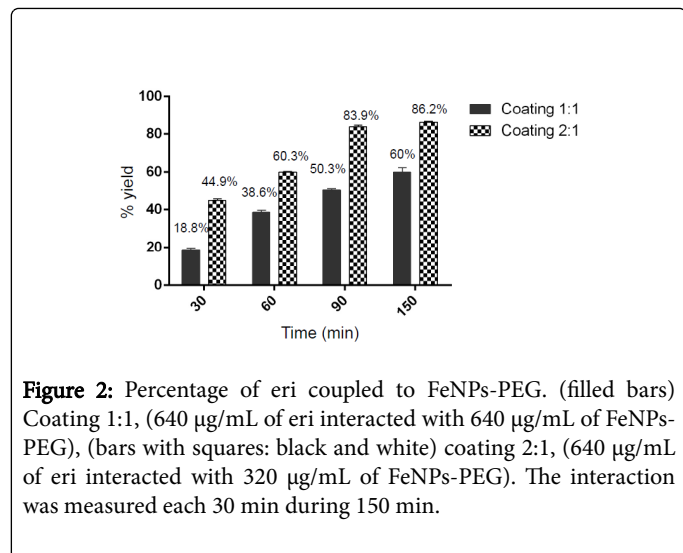 100
80
60
40
20
0
% yield
18.8%
44.9%
38.6%
60.3%
50.3%
83.9%
60%
86.2%
Coating 1:1
Coating 2:1
30
60
90
150
Time (min)
Figure 2: Percentage of eri coupled to FeNPs-PEG. (filled bars)
Coating 1:1, (640 μg/mL of eri interacted with 640 μg/mL of FeNPs-
PEG), (bars with squares: black and white) coating 2:1, (640 μg/mL
of eri interacted with 320 μg/mL of FeNPs-PEG). The interaction
was measured each 30 min during 150 min.